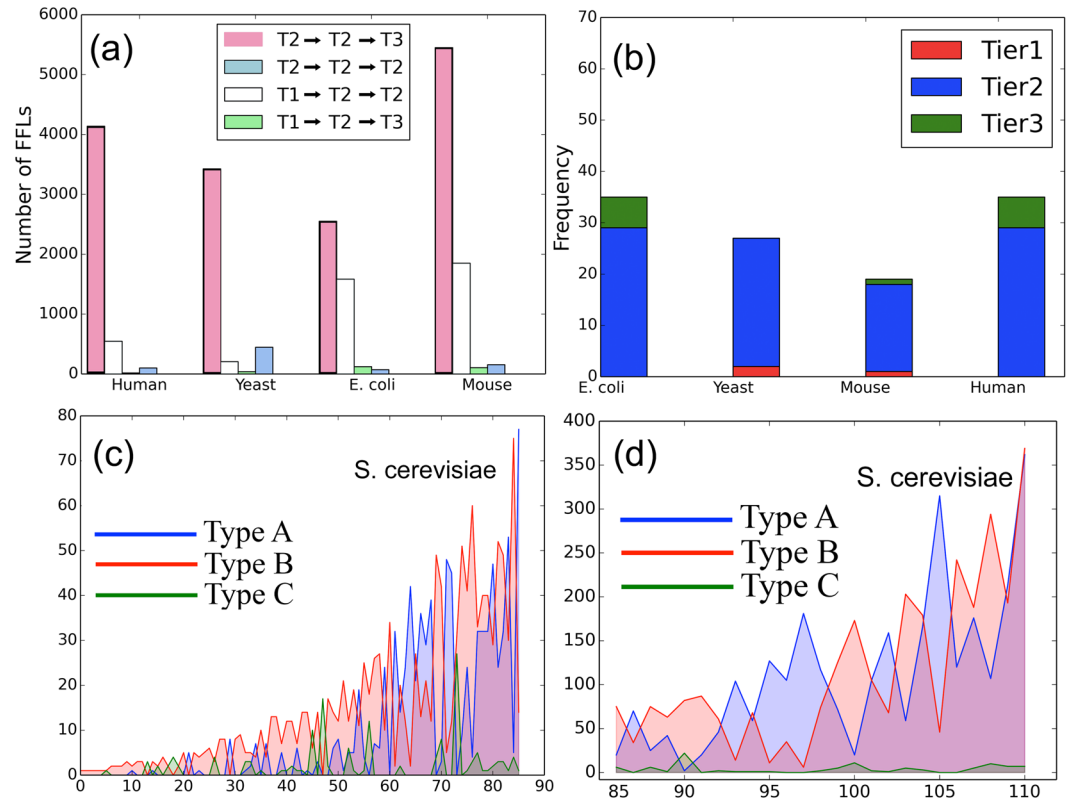 (a)
T2 → T2 → T3
T2 → T2 → T2
T1 → T2 → T2
T1 → T2 → T3
Number of FFLs
6000
5000
4000
3000
2000
1000
0
Human Yeast E. coli Mouse
(b)
Tier1
Tier2
Tier3
Frequency
70
60
50
40
30
20
10
0
E. coli Yeast Mouse Human
(c)
S. cerevisiae
Type A
Type B
Type C
80
70
60
50
40
30
20
10
0
0 10 20 30 40 50 60 70 80 90
(d)
S. cerevisiae
Type A
Type B
Type C
400
350
300
250
200
150
100
50
0
85 90 95 100 105 110